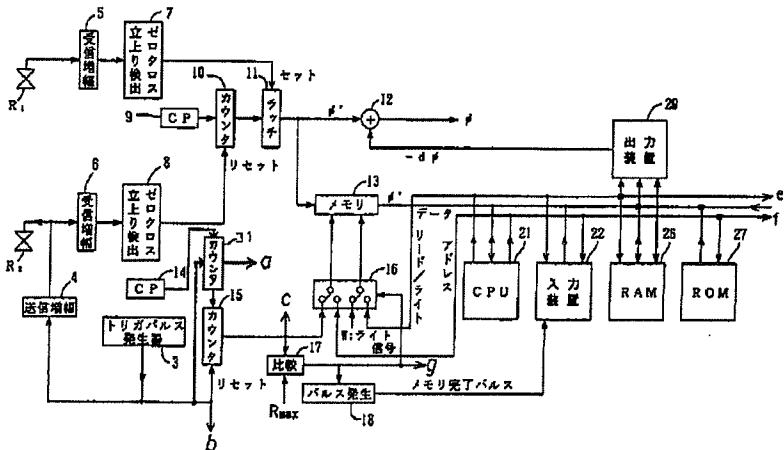 5
受信増幅
R₁
7
ゼロクロス
立上り検出
10
カウンタ
9
CP
リセット
11
セット
ラッチ
φ'
12
+
φ
-dφ
29
出力
装置
6
受信増幅
R₂
8
ゼロクロス
立上り検出
13
メモリ
φ'
データ
リード/ライト
アドレス
e
f
4
送信増幅
14
CP
31
カウンタ
a
15
カウンタ
リセット
トリガパルス
発生器
3
b
16
W:ライト
信号
C
17
比較
Rmax
g
パルス発生
18
メモリ完了パルス
21
CPU
22
入力
装置
26
RAM
27
ROM